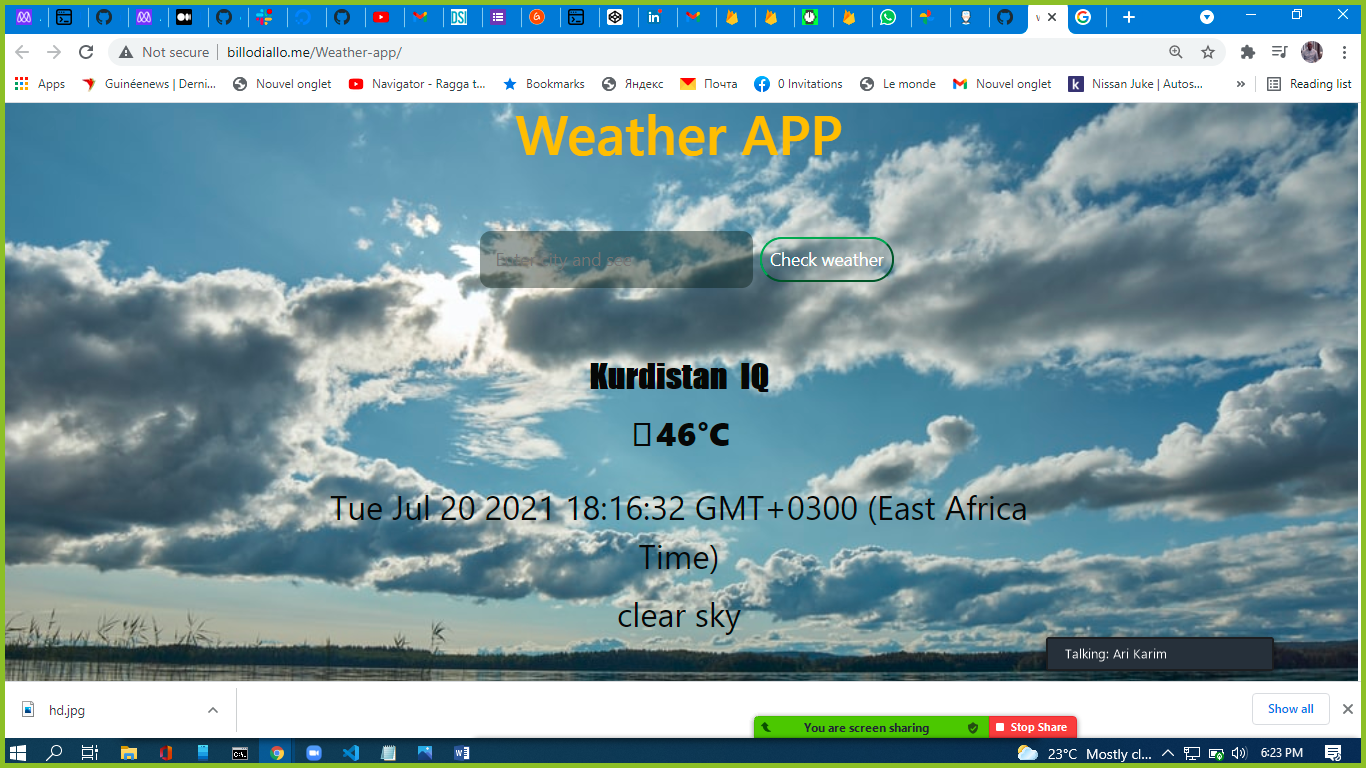 Not secure
billodiallo.me/Weather-app/
Apps
Guinéenews | Derni...
Nouvel onglet
Navigator - Ragga t...
Bookmarks
Яндекс
Почта
0 Invitations
Le monde
Nouvel onglet
Nissan Juke | Autos...
»
Reading list
Weather APP
Enter city and see
Check weather
Kurdistan IQ
46°C
Tue Jul 20 2021 18:16:32 GMT+0300 (East Africa
Time)
clear sky
Talking: Ari Karim
hd.jpg
Show all
You are screen sharing
Stop Share
23°C Mostly cl...
6:23 PM